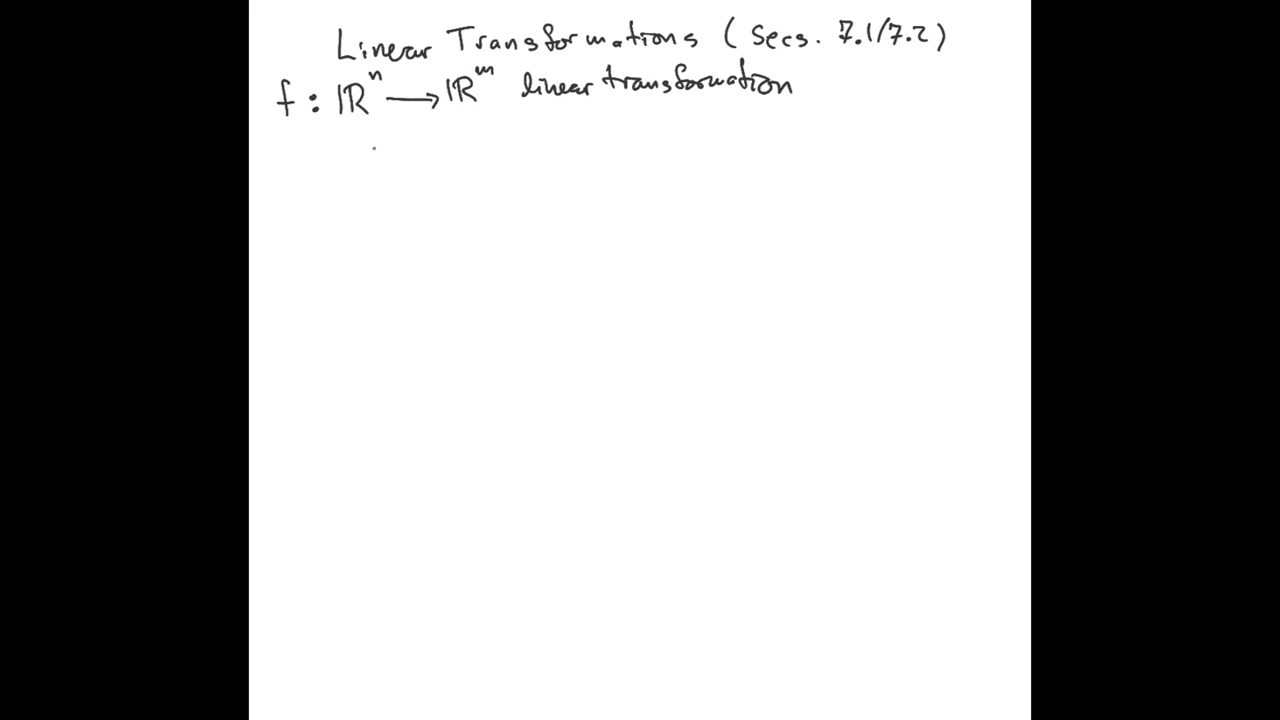 Linear Transformations (Secs. 7.1/7.2)
f : ℝⁿ ⟶ ℝᵐ linear transformation